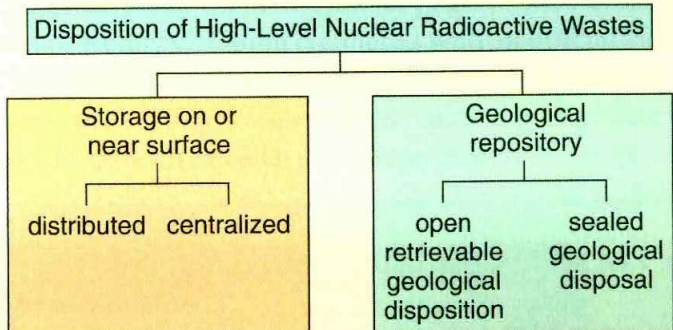 Disposition of High-Level Nuclear Radioactive Wastes
Storage on or
near surface
distributed
centralized
Geological
repository
open
retrievable
geological
disposition
sealed
geological
disposal